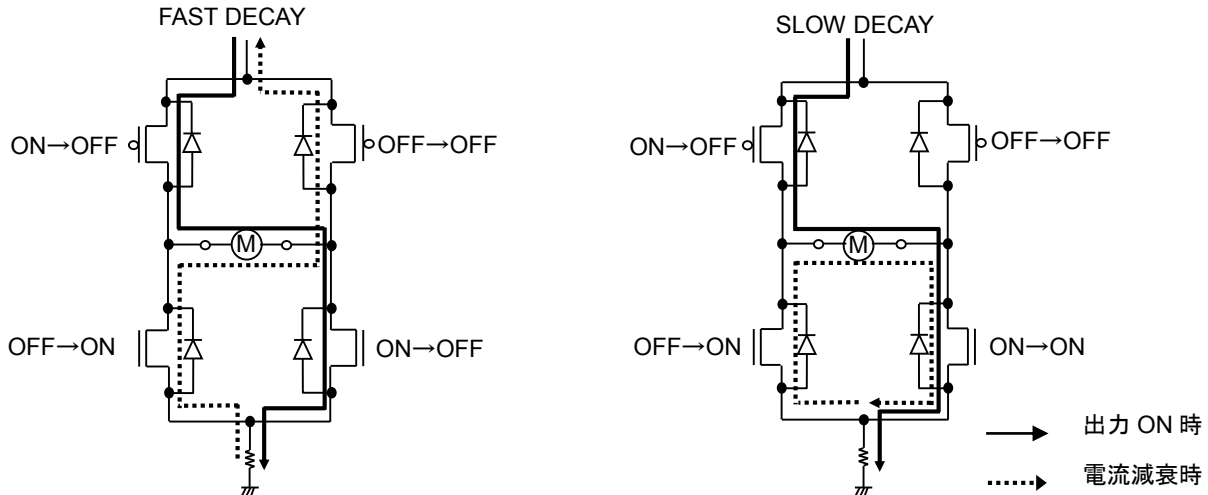 FAST DECAY
SLOW DECAY
ON→OFF
OFF→OFF
ON→OFF
OFF→OFF
M
M
OFF→ON
ON→OFF
OFF→ON
ON→ON
出力 ON 時
電流減衰時